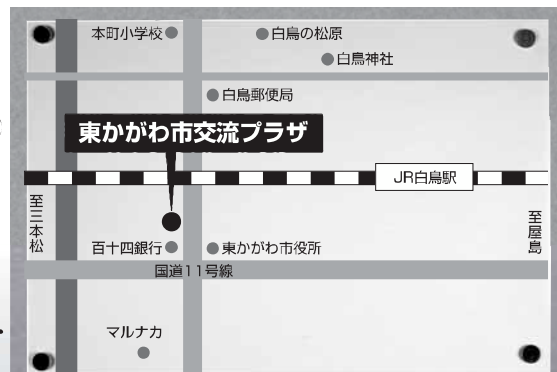 本町小学校
白鳥の松原
白鳥神社
白鳥郵便局
東かがわ市交流プラザ
JR白鳥駅
至三本松
至屋島
百十四銀行
東かがわ市役所
国道11号線
マルナカ